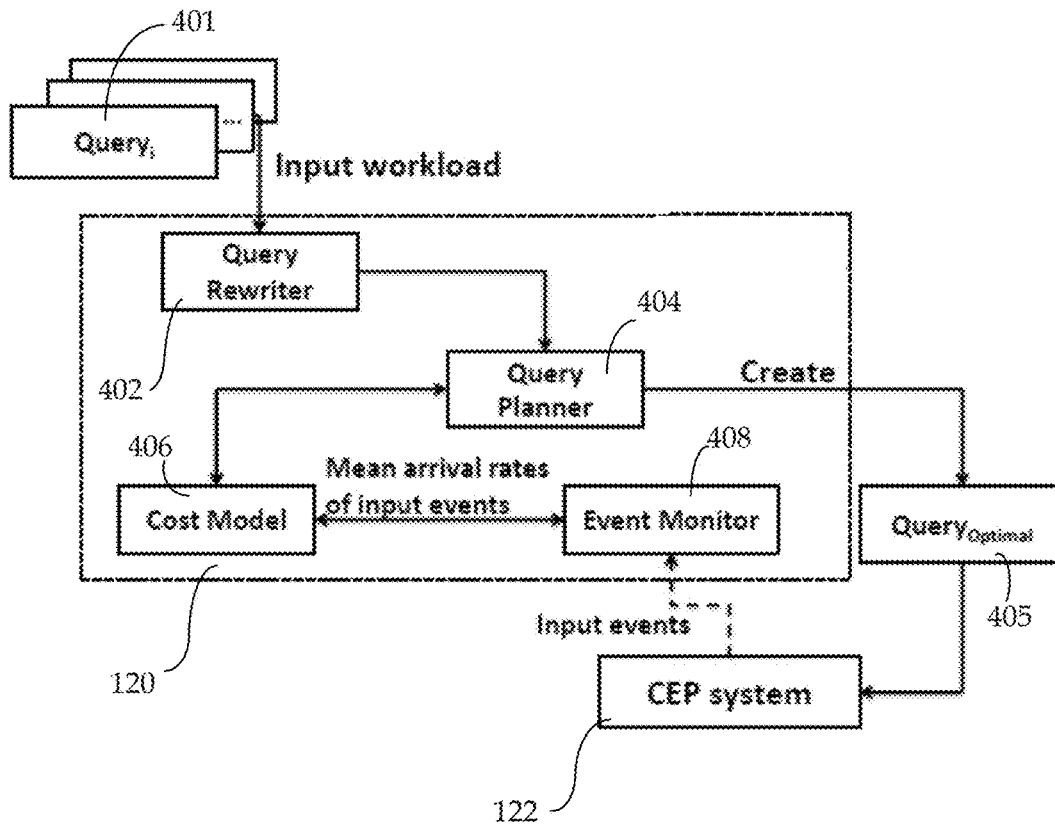 401
Query_i ...
Input workload
Query
Rewriter
402
404
Query
Planner
Create
406
408
Mean arrival rates
of input events
Cost Model
Event Monitor
Query_Optimal
405
Input events
120
CEP system
122